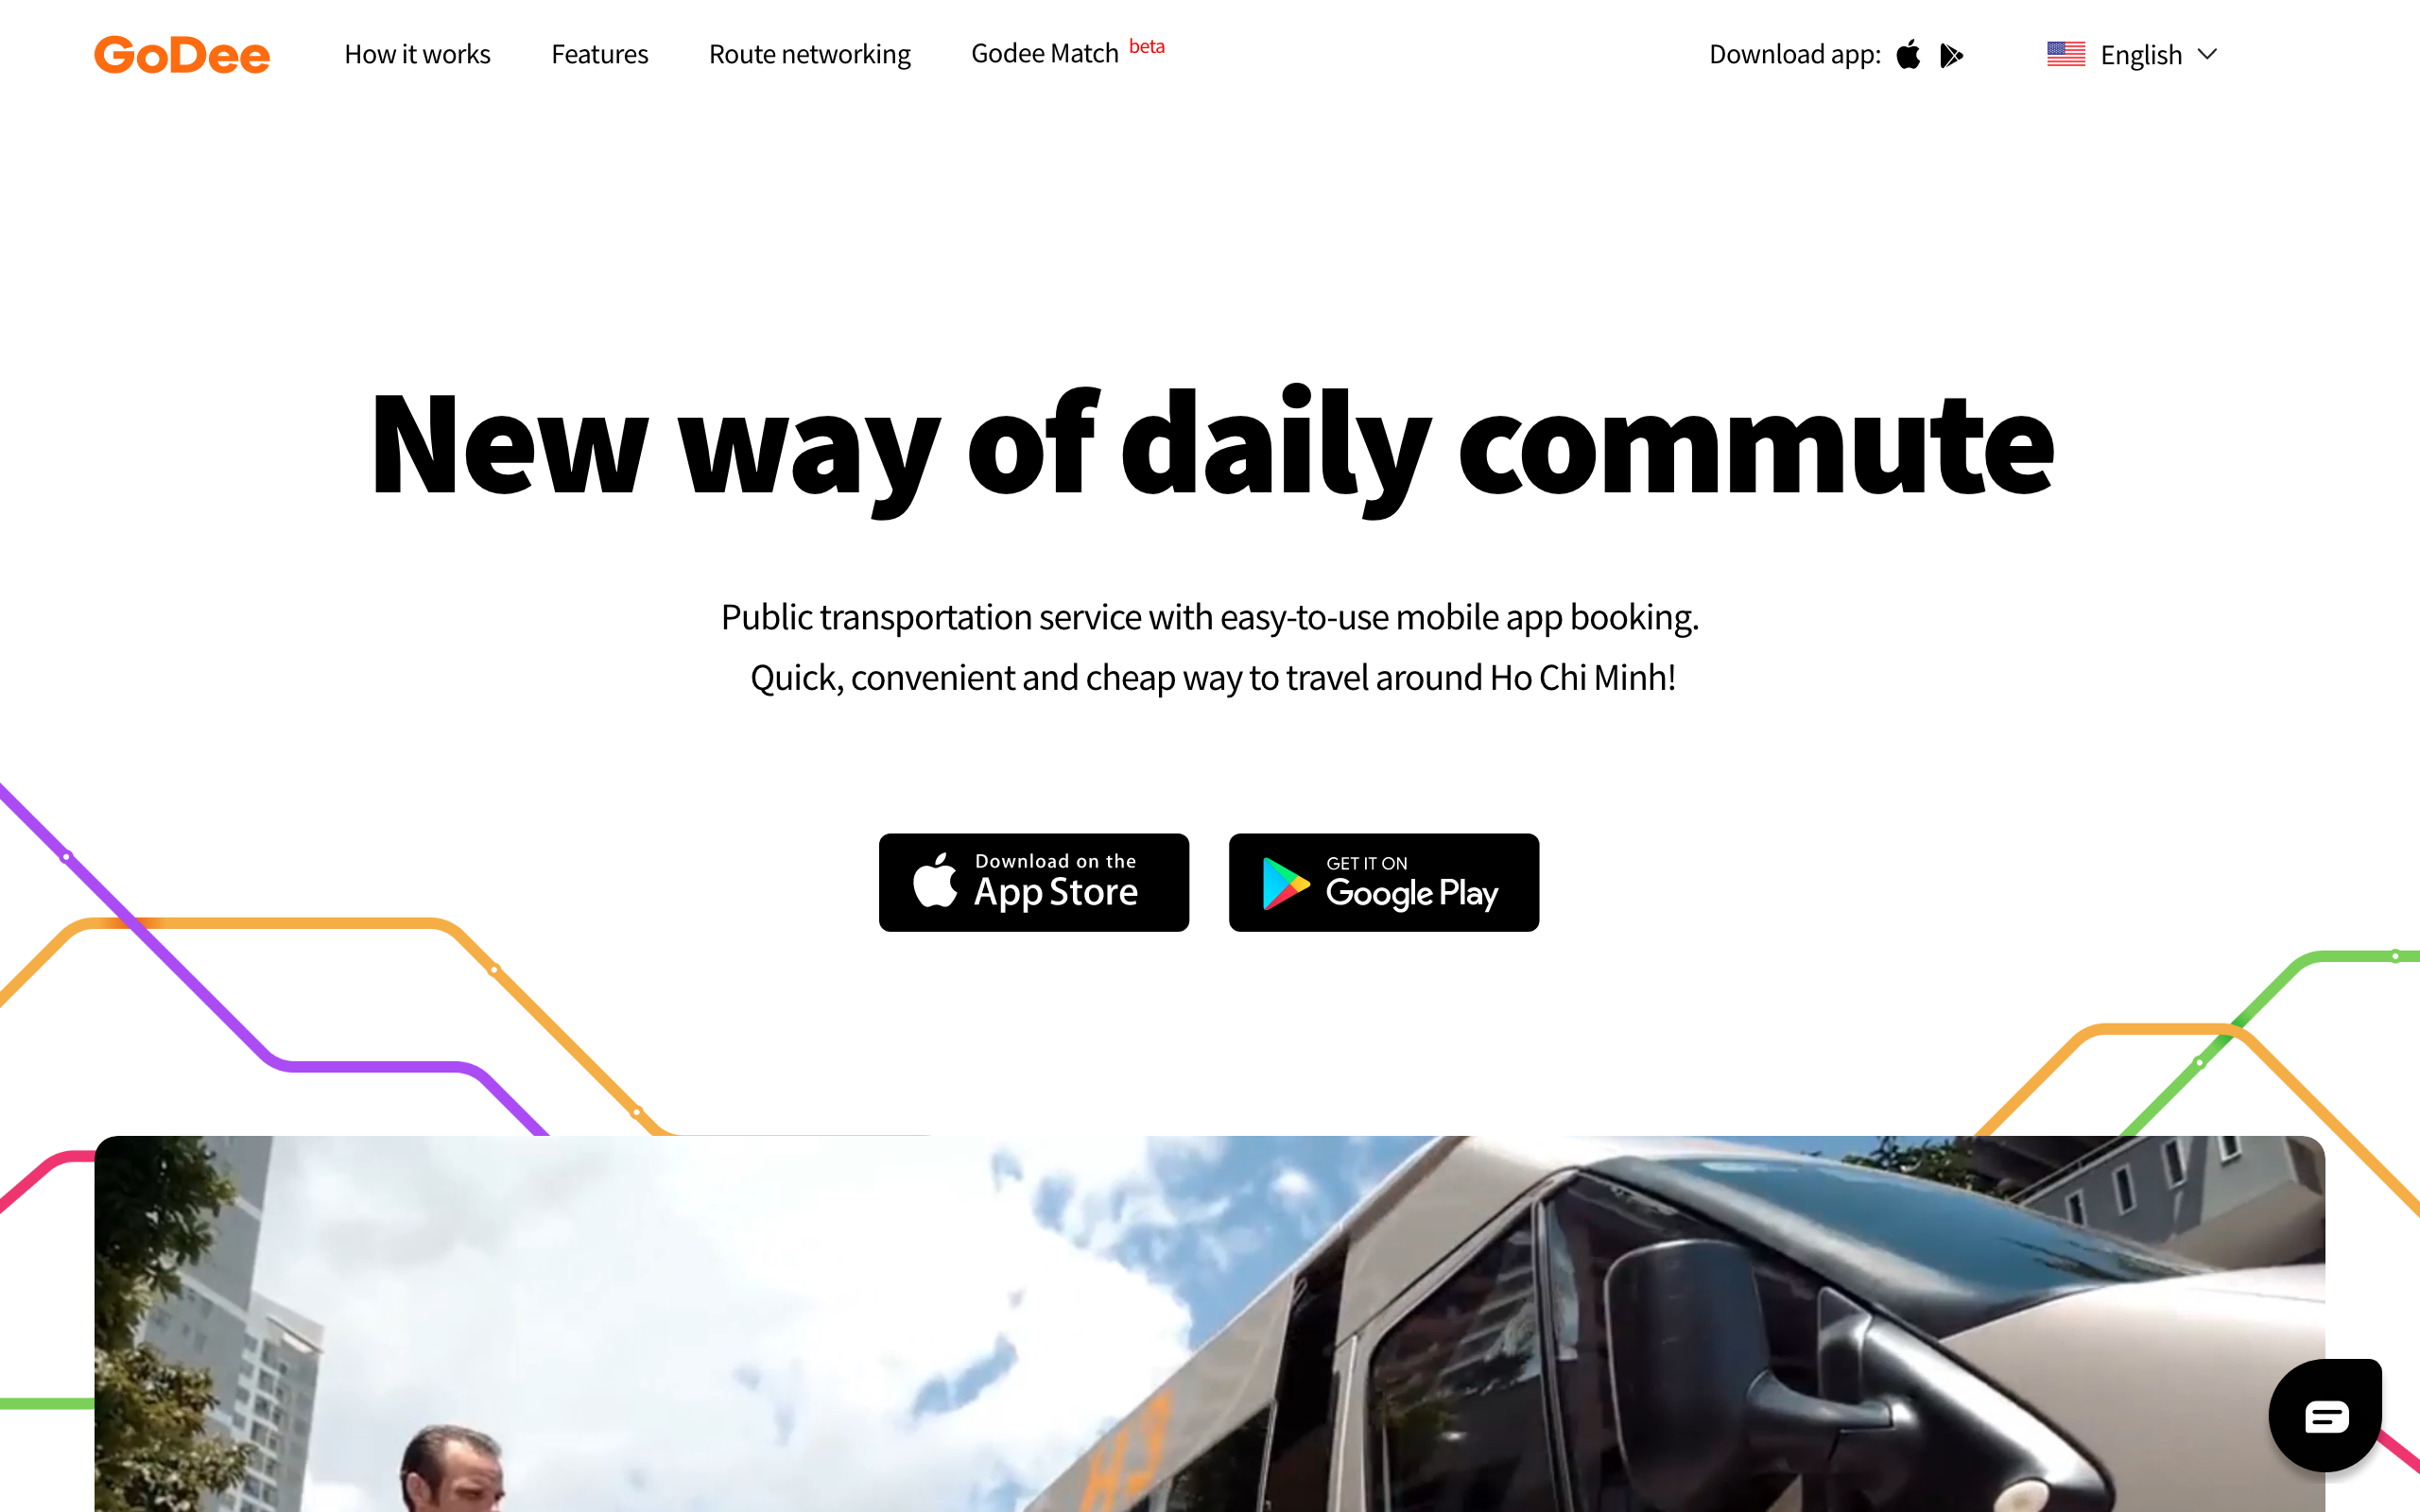 GoDee
How it works
Features
Route networking
Godee Match beta
Download app:
English
New way of daily commute
Public transportation service with easy-to-use mobile app booking.
Quick, convenient and cheap way to travel around Ho Chi Minh!
Download on the
App Store
GET IT ON
Google Play